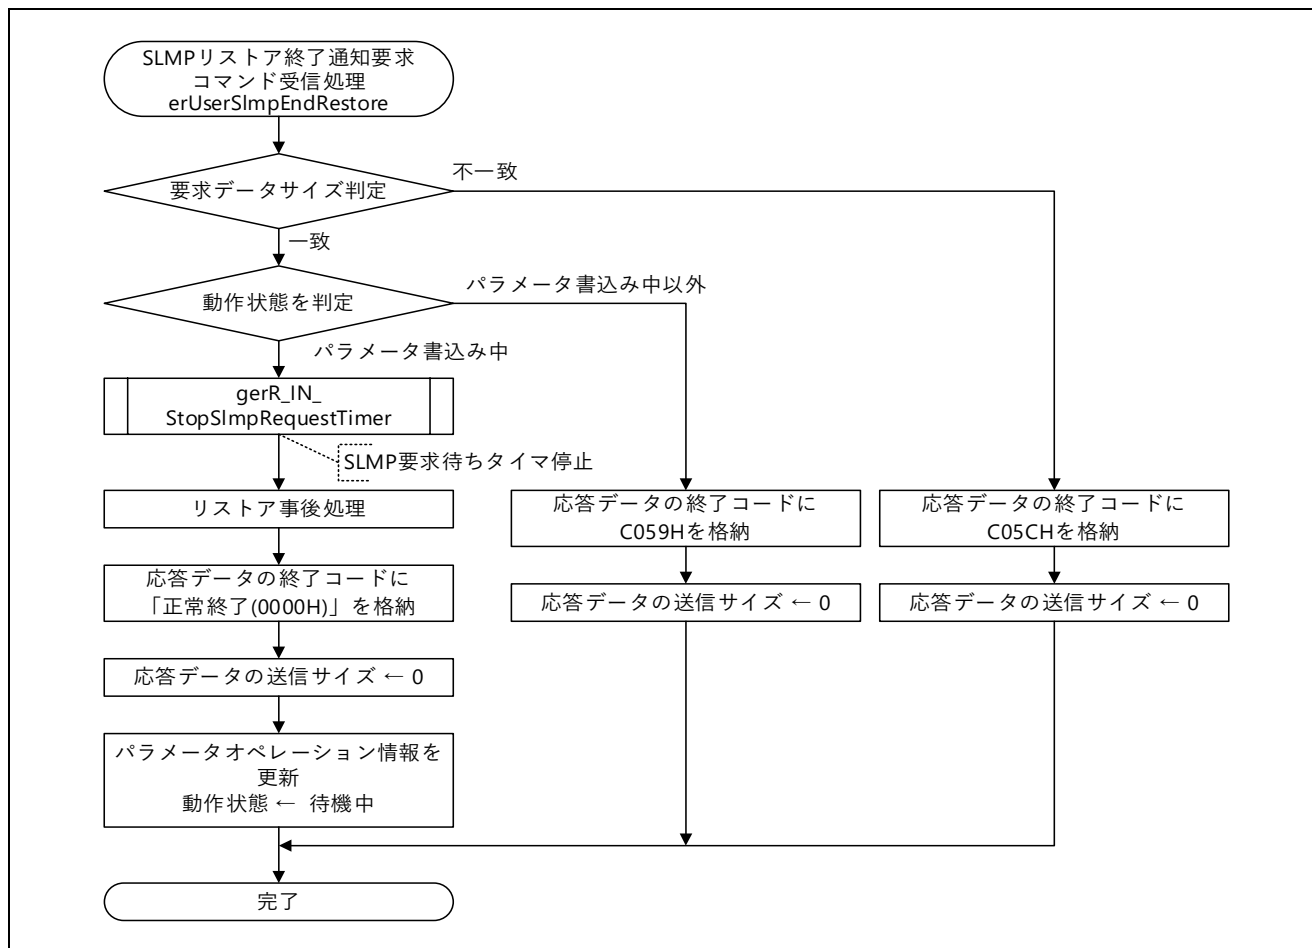 SLMPリストア終了通知要求
コマンド受信処理
erUserSlmpEndRestore
要求データサイズ判定
不一致
一致
動作状態を判定
パラメータ書込み中以外
パラメータ書込み中
gerR_IN_
StopSlmpRequestTimer
SLMP要求待ちタイマ停止
リストア事後処理
応答データの終了コードに
C059Hを格納
応答データの終了コードに
C05CHを格納
応答データの終了コードに
「正常終了(0000H)」を格納
応答データの送信サイズ ← 0
応答データの送信サイズ ← 0
応答データの送信サイズ ← 0
パラメータオペレーション情報を
更新
動作状態 ← 待機中
完了